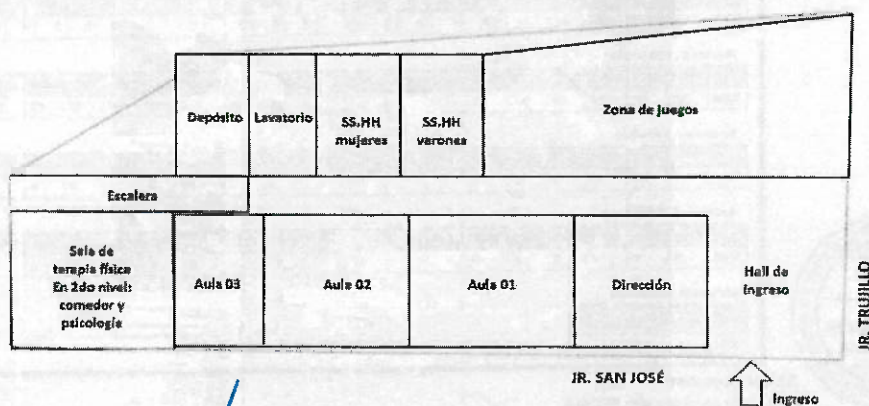 Depósito
Lavatorio
SS.HH
mujeres
SS.HH
varones
Zona de juegos
Escalera
Sala de
terapia física
En 2do nivel:
comedor y
psicología
Aula 03
Aula 02
Aula 01
Dirección
Hall de
Ingreso
JR. TRUJILLO
JR. SAN JOSÉ
Ingreso